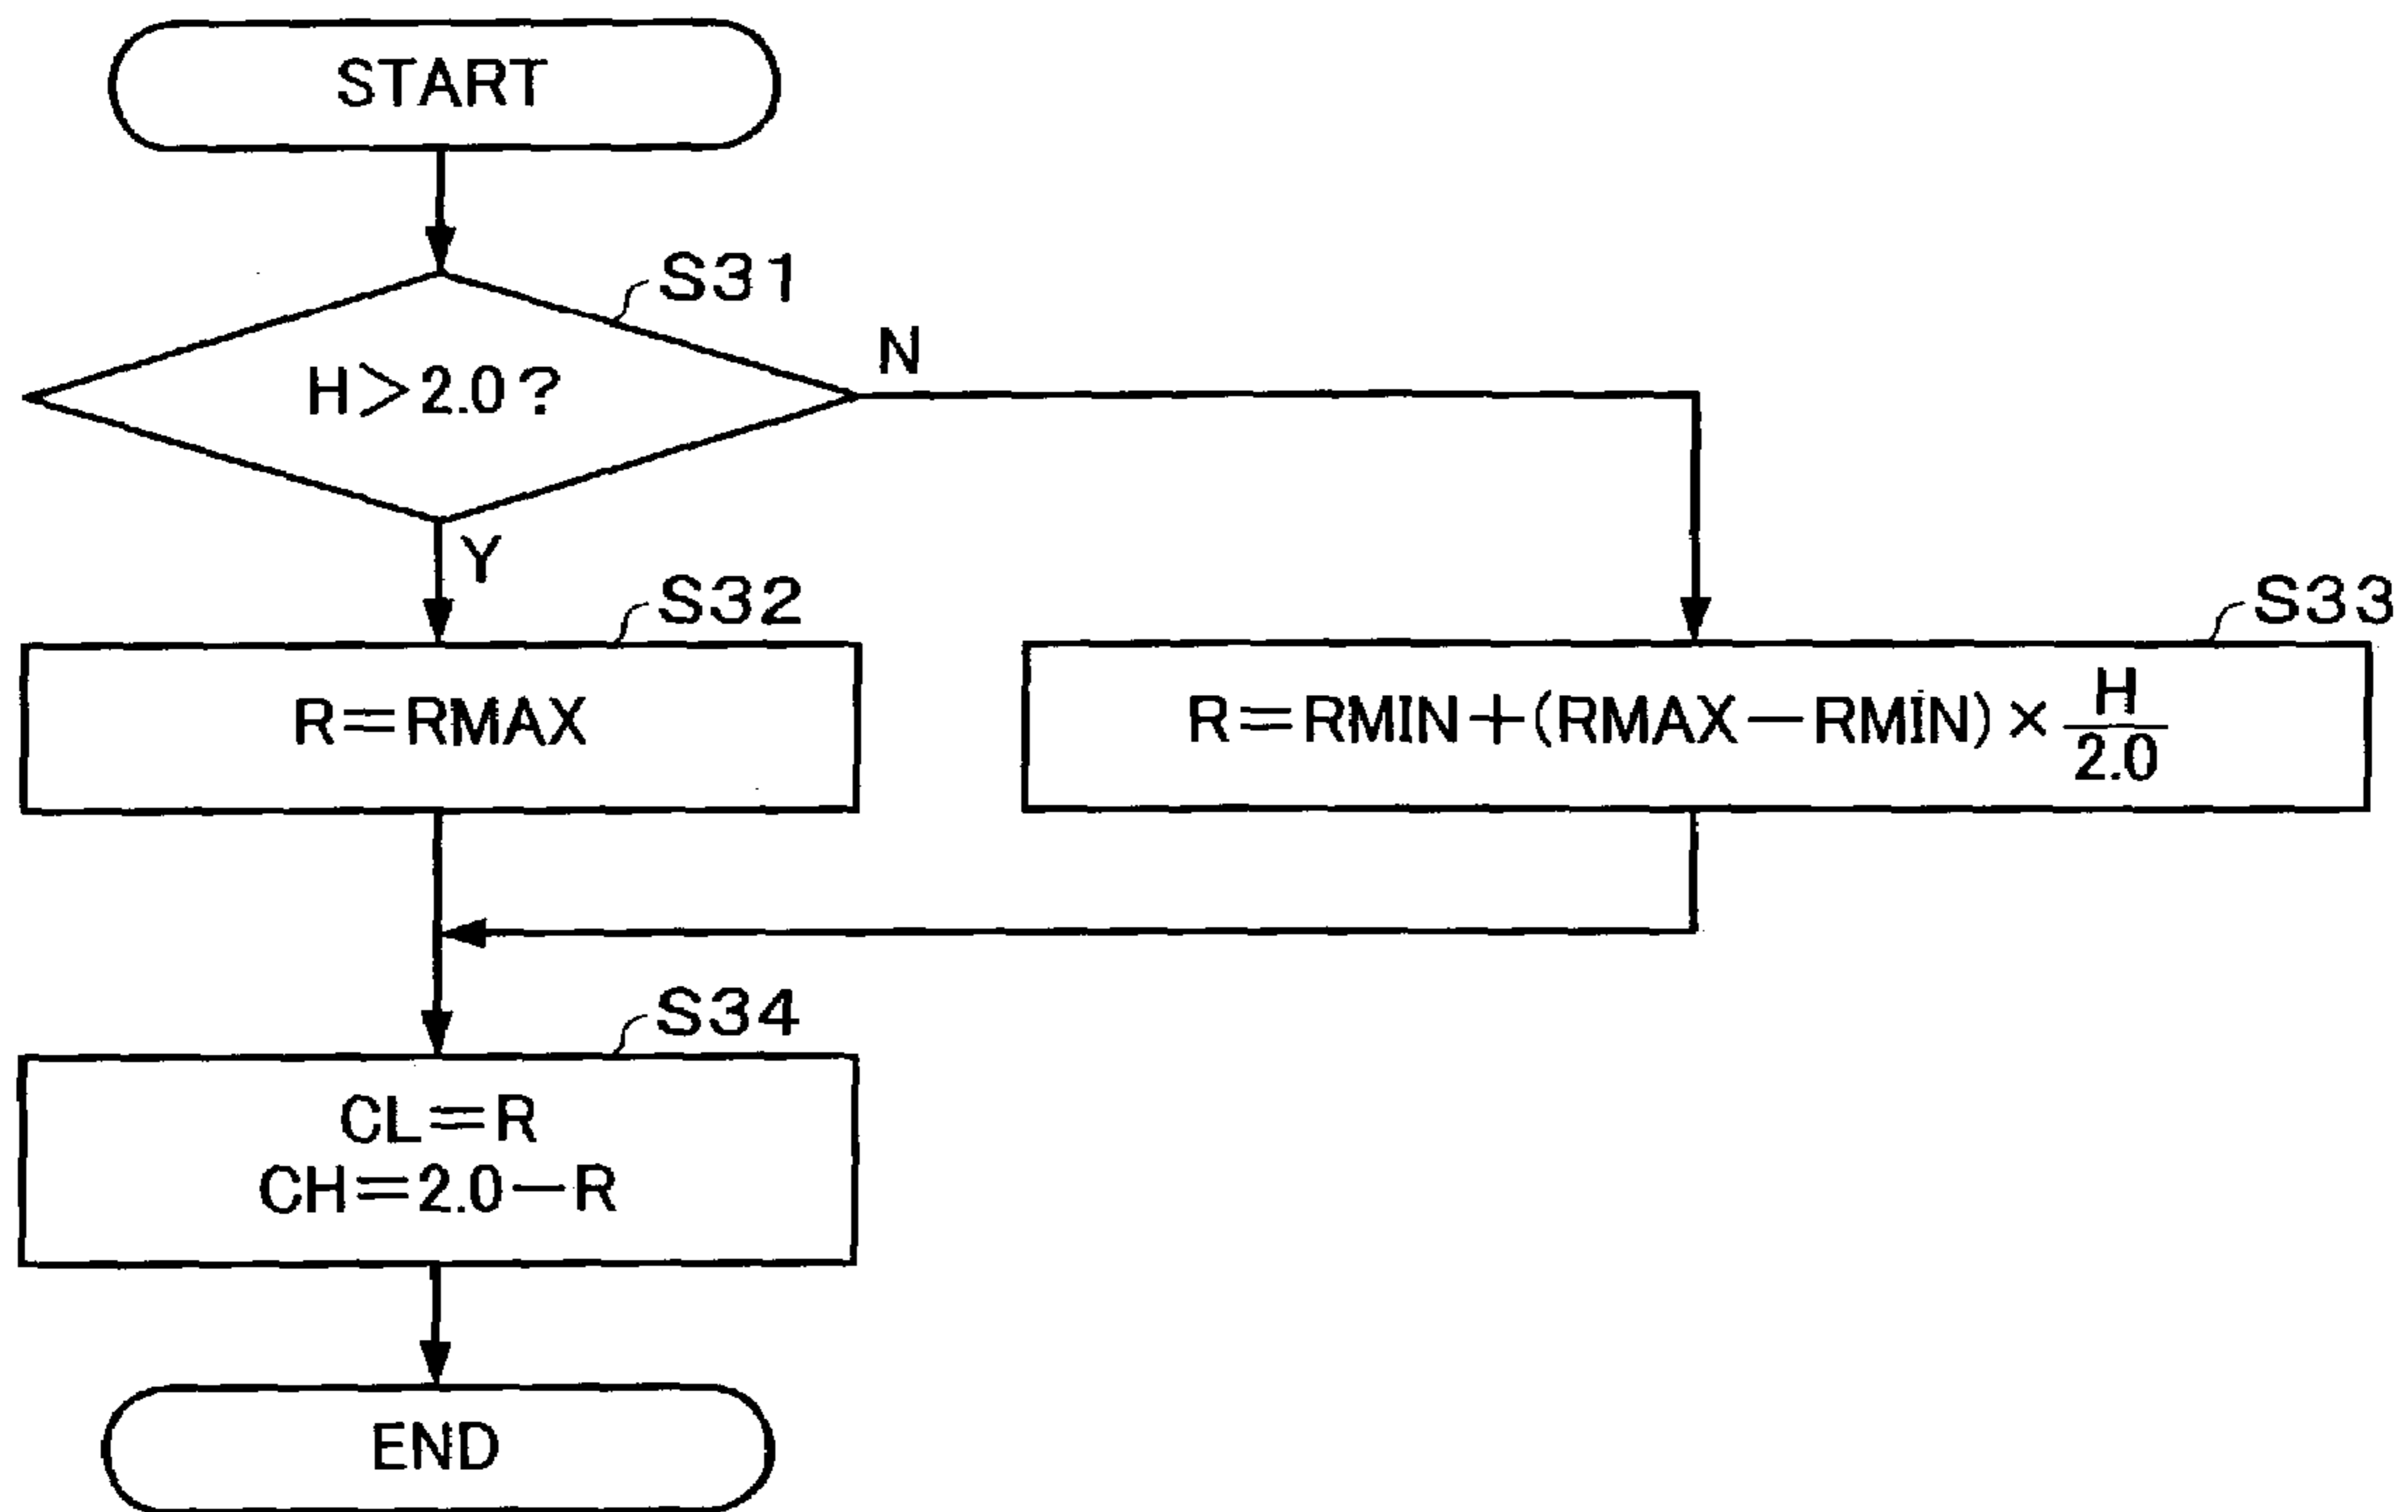 START
S31
H>2.0?
N
Y
S32
R=RMAX
S33
R=RMIN+(RMAX-RMIN)×H/2.0
S34
CL=R
CH=2.0-R
END